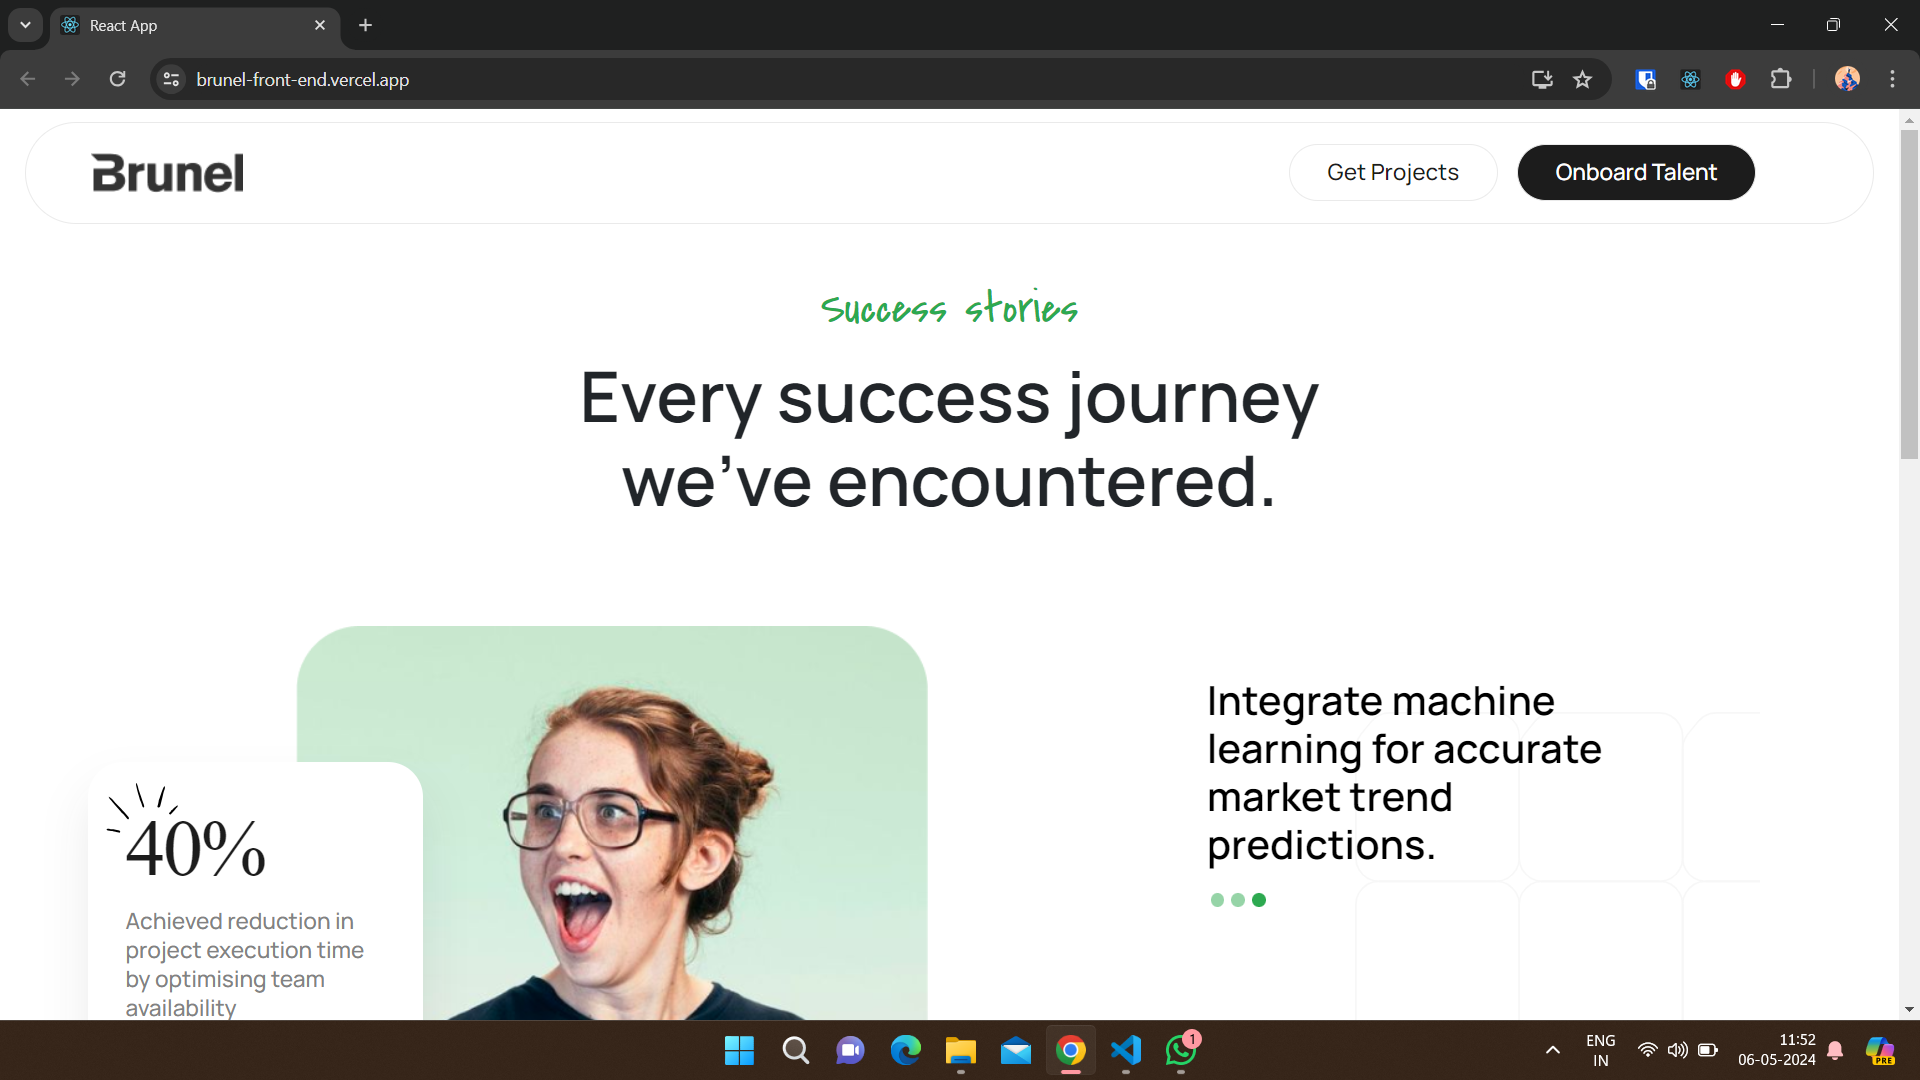 React App
brunel-front-end.vercel.app
Brunel
Get Projects
Onboard Talent
Success stories
Every success journey
we’ve encountered.
Integrate machine
learning for accurate
market trend
predictions.
40%
Achieved reduction in
project execution time
by optimising team
availability
1
ENG
IN
11:52
06-05-2024
PRE